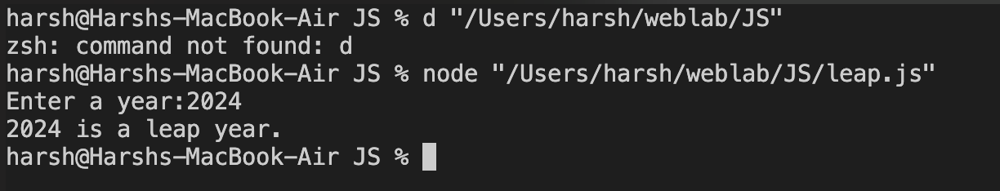 harsh@Harshs-MacBook-Air JS % d "/Users/harsh/weblab/JS"
zsh: command not found: d
harsh@Harshs-MacBook-Air JS % node "/Users/harsh/weblab/JS/leap.js"
Enter a year:2024
2024 is a leap year.
harsh@Harshs-MacBook-Air JS %